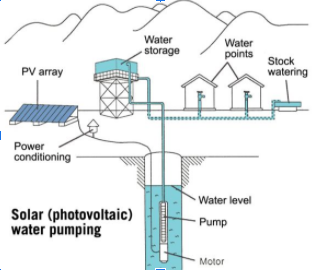 Water
storage
Water
points
Stock
watering
PV array
Power
conditioning
Water level
Solar (photovoltaic)
water pumping
Pump
Motor